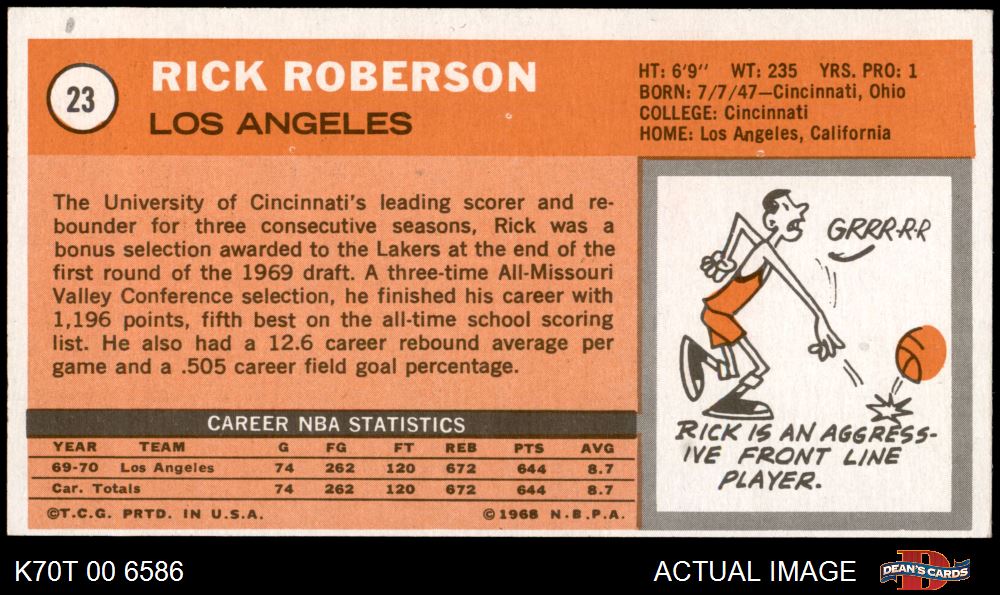 23
RICK ROBERSON
LOS ANGELES
HT: 6'9" WT: 235 YRS. PRO: 1
BORN: 7/7/47—Cincinnati, Ohio
COLLEGE: Cincinnati
HOME: Los Angeles, California
The University of Cincinnati's leading scorer and re-
bounder for three consecutive seasons, Rick was a
bonus selection awarded to the Lakers at the end of the
first round of the 1969 draft. A three-time All-Missouri
Valley Conference selection, he finished his career with
1,196 points, fifth best on the all-time school scoring
list. He also had a 12.6 career rebound average per
game and a .505 career field goal percentage.
GRRR-R-R
RICK IS AN AGGRESS-
IVE FRONT LINE
PLAYER.
CAREER NBA STATISTICS
YEAR TEAM G FG FT REB PTS AVG
69-70 Los Angeles 74 262 120 672 644 8.7
Car. Totals 74 262 120 672 644 8.7
©T.C.G. PRTD. IN U.S.A. ©1968 N.B.P.A.
K70T 00 6586
ACTUAL IMAGE
D
DEAN'S CARDS